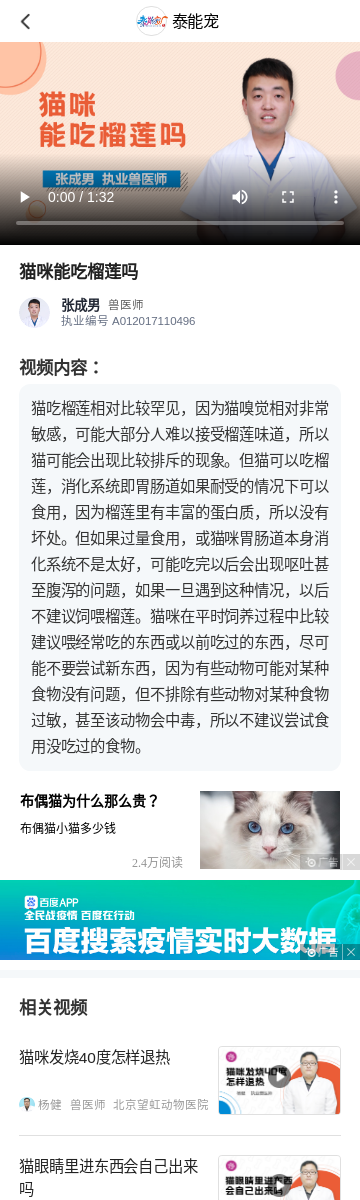 泰能宠
猫咪
能吃榴莲吗
张成男 执业兽医师
0:00 / 1:32
猫咪能吃榴莲吗
张成男 兽医师
执业编号 A012017110496
视频内容：
猫吃榴莲相对比较罕见，因为猫嗅觉相对非常
敏感，可能大部分人难以接受榴莲味道，所以
猫可能会出现比较排斥的现象。但猫可以吃榴
莲，消化系统即胃肠道如果耐受的情况下可以
食用，因为榴莲里有丰富的蛋白质，所以没有
坏处。但如果过量食用，或猫咪胃肠道本身消
化系统不是太好，可能吃完以后会出现呕吐甚
至腹泻的问题，如果一旦遇到这种情况，以后
不建议饲喂榴莲。猫咪在平时饲养过程中比较
建议喂经常吃的东西或以前吃过的东西，尽可
能不要尝试新东西，因为有些动物可能对某种
食物没有问题，但不排除有些动物对某种食物
过敏，甚至该动物会中毒，所以不建议尝试食
用没吃过的食物。
布偶猫为什么那么贵？
布偶猫小猫多少钱
2.4万阅读
广告
百度APP
全民战疫情 百度在行动
百度搜索疫情实时大数据
广告
相关视频
猫咪发烧40度怎样退热
杨健 兽医师 北京望虹动物医院
猫咪发烧40度
怎样退热
猫眼睛里进东西会自己出来
吗
猫眼睛里进东西
会自己出来吗